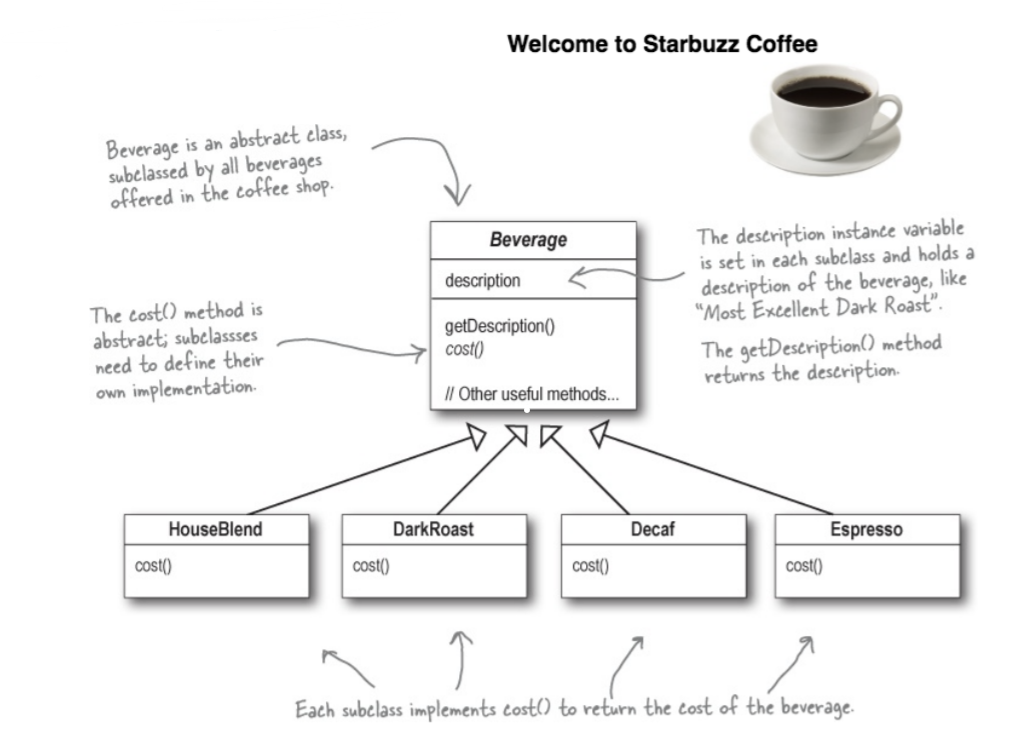 Welcome to Starbuzz Coffee
Beverage is an abstract class,
subclassed by all beverages
offered in the coffee shop.
Beverage
description
getDescription()
cost()
// Other useful methods...
The description instance variable
is set in each subclass and holds a
description of the beverage, like
“Most Excellent Dark Roast”.
The getDescription() method
returns the description.
The cost() method is
abstract; subclassses
need to define their
own implementation.
HouseBlend
cost()
DarkRoast
cost()
Decaf
cost()
Espresso
cost()
Each subclass implements cost() to return the cost of the beverage.